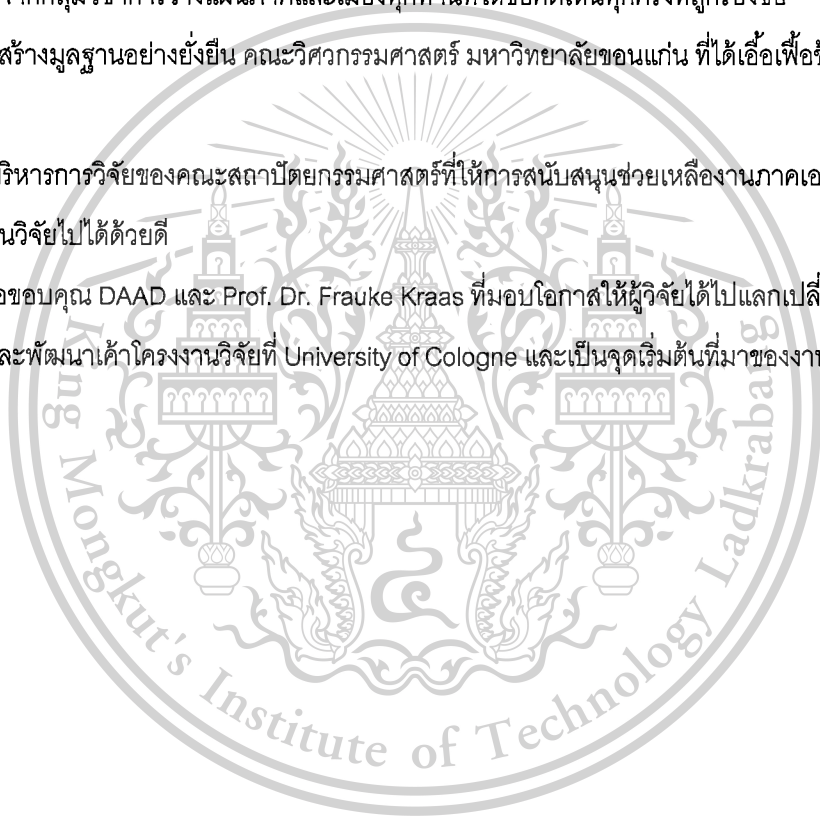 สร้างมูลฐานอย่างยั่งยืน คณะวิศวกรรมศาสตร์ มหาวิทยาลัยขอนแก่น ที่ได้เอื้อเฟื้อ
ริหารการวิจัยของคณะสถาปัตยกรรมศาสตร์ที่ให้การสนับสนุนช่วยเหลืองานภาคเอ
นวิจัยไปได้ด้วยดี
อขอบคุณ DAAD และ Prof. Dr. Frauke Kraas ที่มอบโอกาสให้ผู้วิจัยได้ไปแลกเปลี่
ละพัฒนาเค้าโครงงานวิจัยที่ University of Cologne และเป็นจุดเริ่มต้นที่มาของงา
King Mongkut's Institute of Technology Ladkrabang